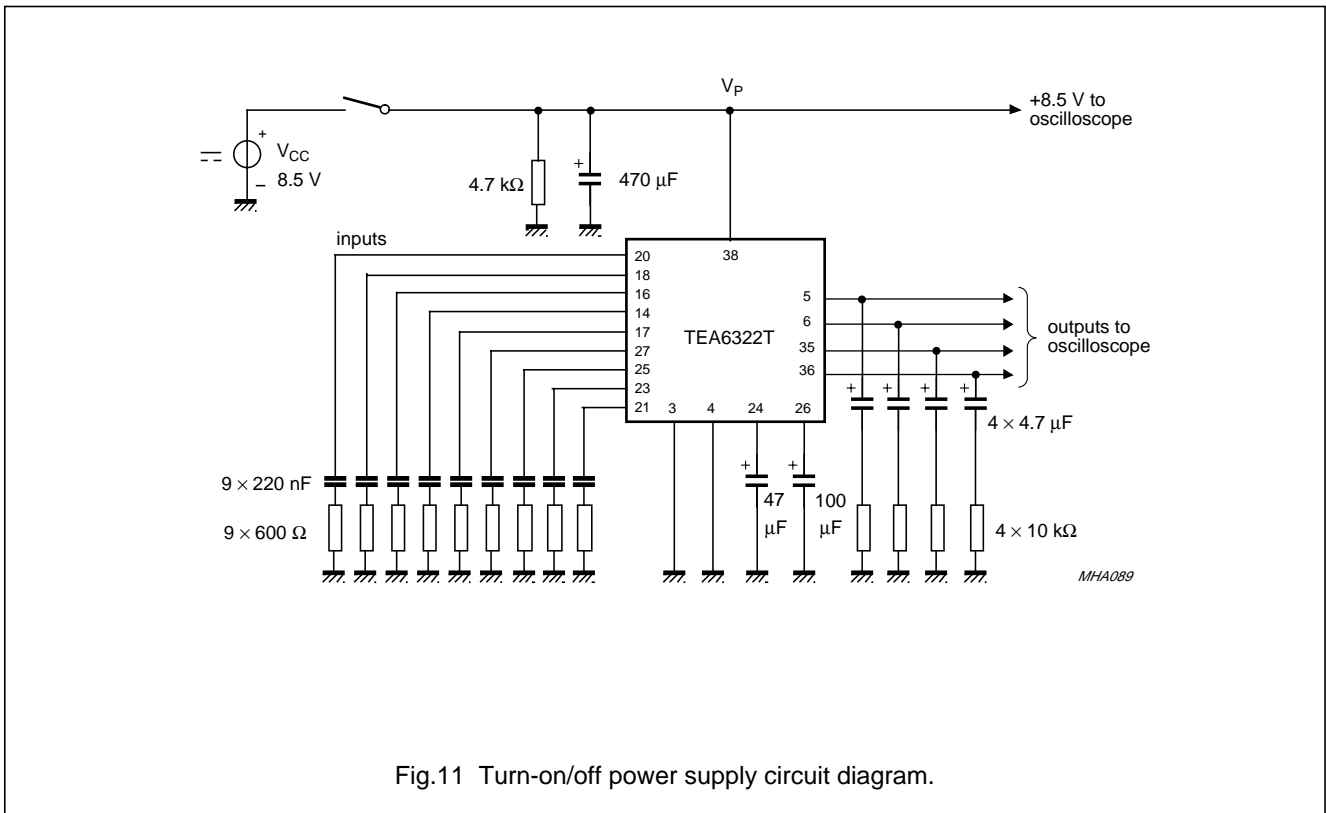 V_P
+8.5 V to
oscilloscope
+
V_CC
−
8.5 V
4.7 kΩ
+
470 µF
inputs
20
38
18
16
14
17
27
25
23
21
5
6
35
36
TEA6322T
outputs to
oscilloscope
3
4
24
26
+
+
+
+
4 × 4.7 µF
+
+
9 × 220 nF
47
µF
100
µF
9 × 600 Ω
4 × 10 kΩ
MHA089
Fig.11 Turn-on/off power supply circuit diagram.